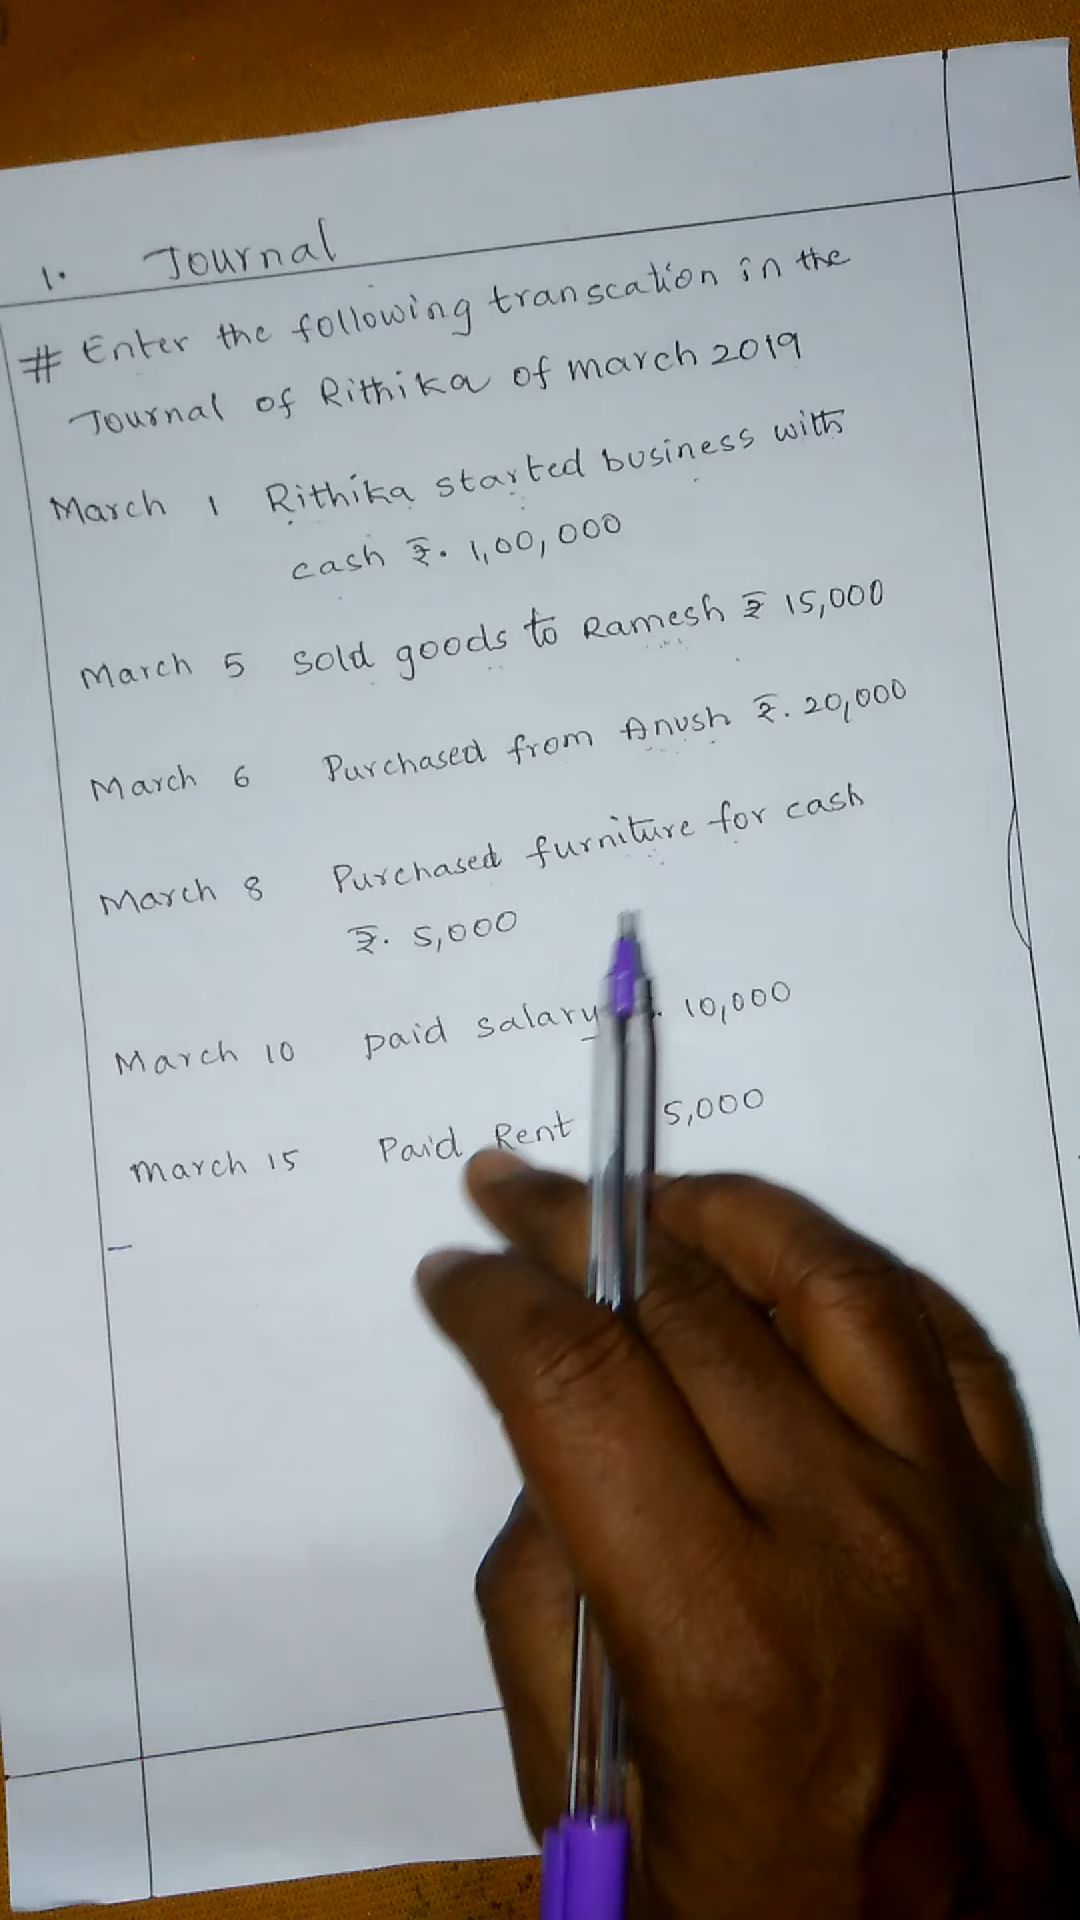 1. Journal
# Enter the following transcation in the
Journal of Rithika of march 2019
March 1 Rithika started business with
cash ₹. 1,00,000
March 5 sold goods to Ramesh ₹ 15,000
March 6 Purchased from Anush ₹. 20,000
March 8 Purchased furniture for cash
₹. 5,000
March 10 paid salary 10,000
March 15 Paid Rent 5,000